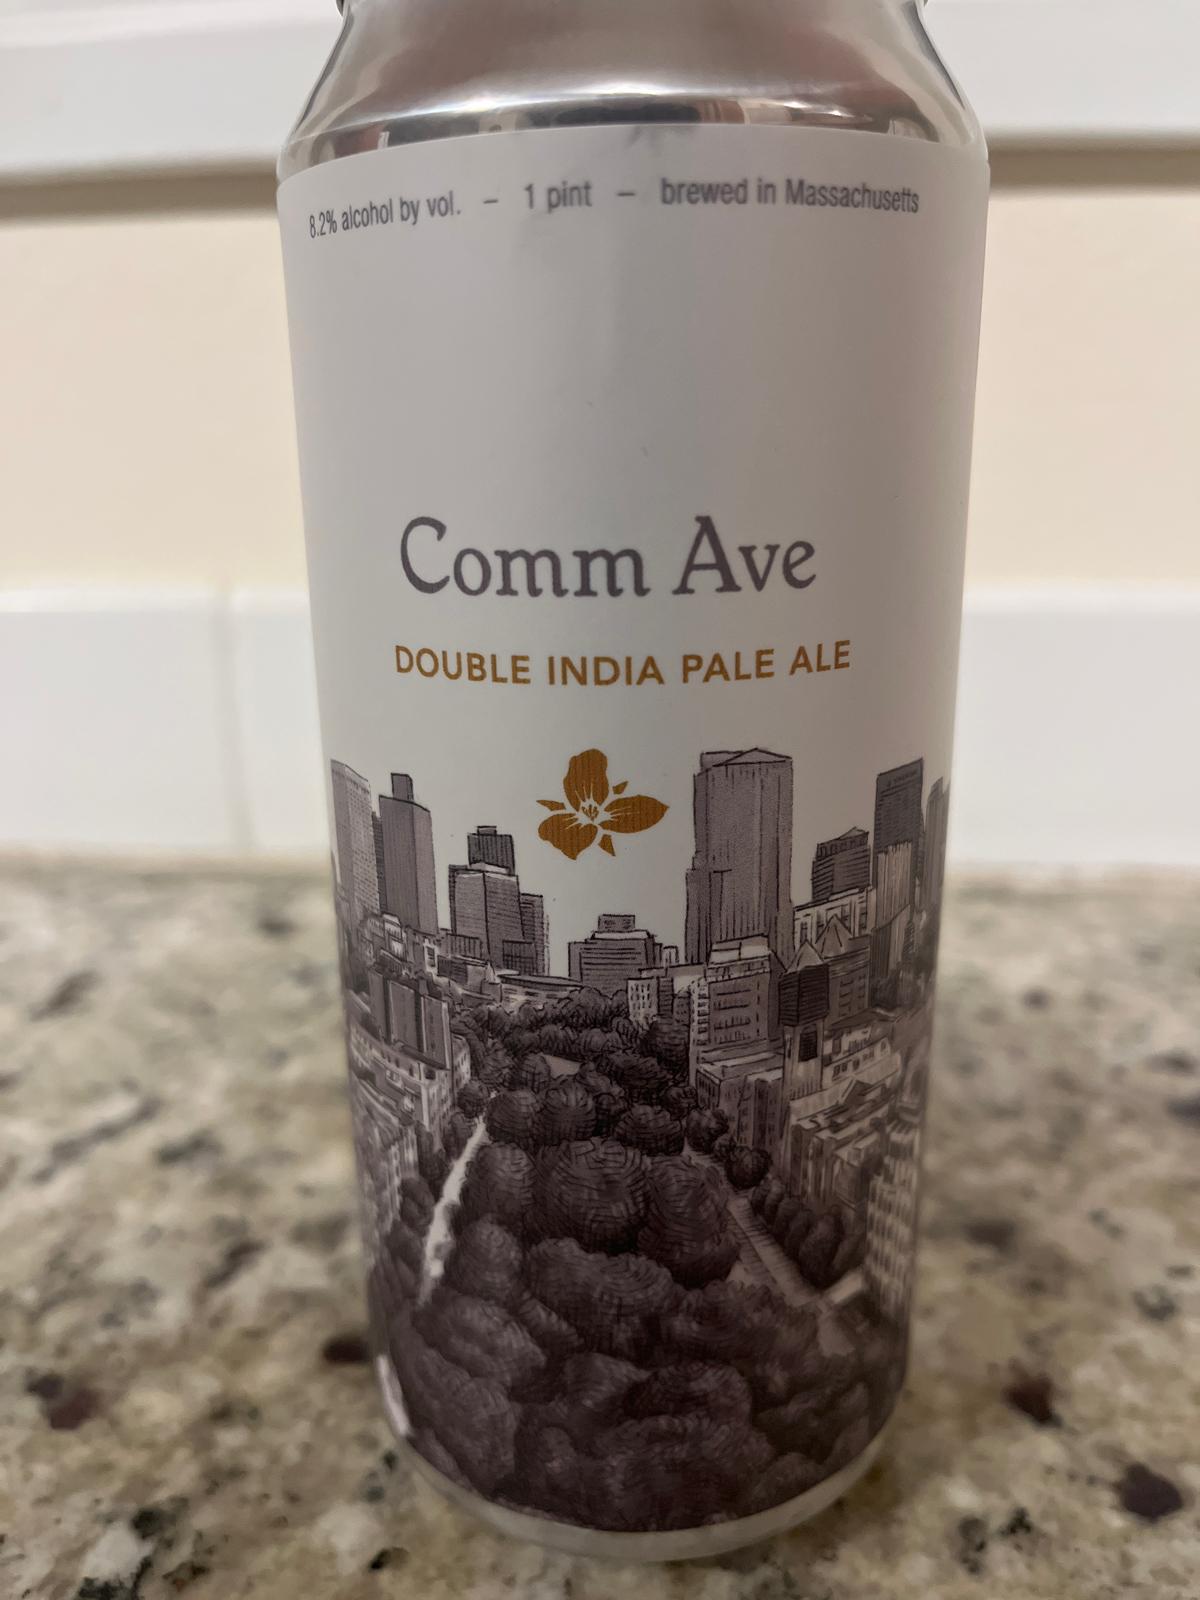 8.2% alcohol by vol. – 1 pint – brewed in Massachusetts
Comm Ave
DOUBLE INDIA PALE ALE